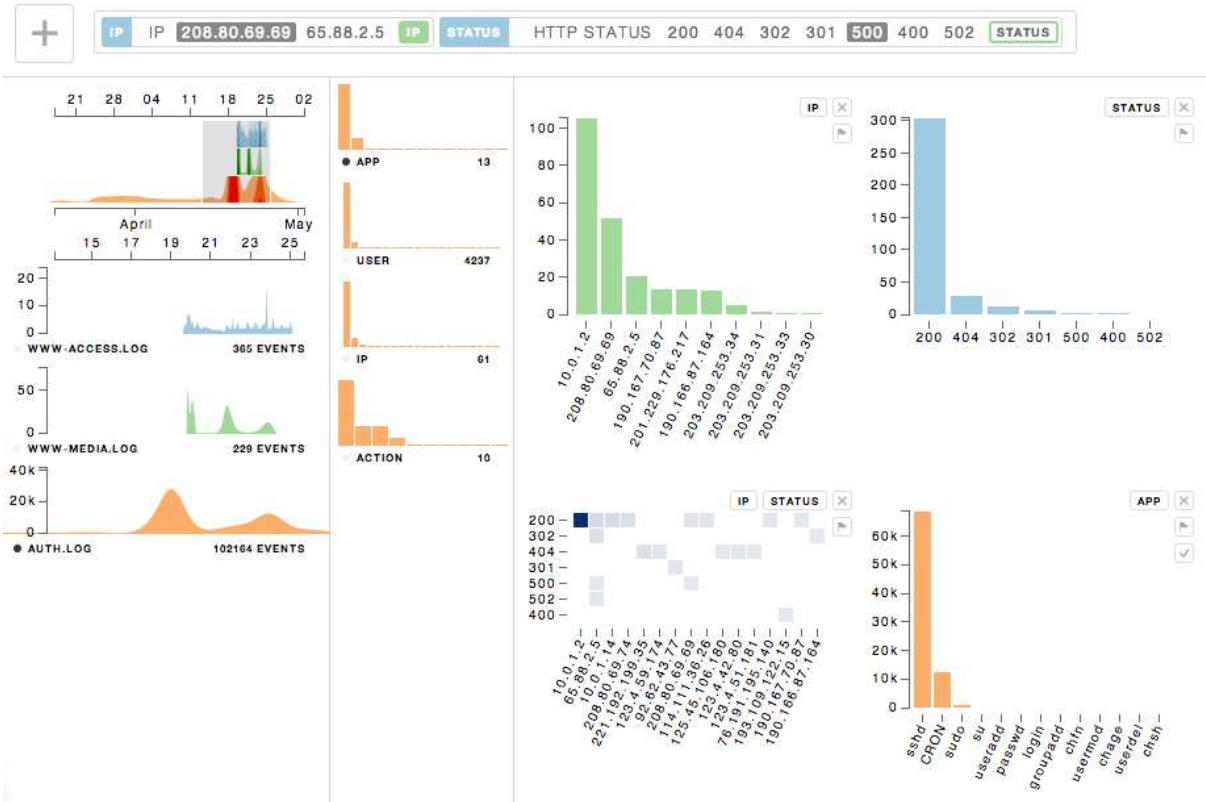 + IP IP 208.80.69.69 65.88.2.5 IP STATUS HTTP STATUS 200 404 302 301 500 400 502 STATUS
21 28 04 11 18 25 02
April May
15 17 19 21 23 25
20
10
0
WWW-ACCESS.LOG 365 EVENTS
50
0
WWW-MEDIA.LOG 229 EVENTS
40k
20k
0
AUTH.LOG 102164 EVENTS
APP 13
USER 4237
IP 61
ACTION 10
IP
100
80
60
40
20
0
10.0.1.2
208.80.69.69
65.88.2.5
190.167.70.87
201.229.176.217
190.166.87.164
203.209.253.34
203.209.253.31
203.209.253.33
203.209.253.30
STATUS
300
250
200
150
100
50
0
200 404 302 301 500 400 502
IP STATUS
200
302
404
301
500
502
400
10.0.1.2
65.88.2.5
10.0.1.14
208.80.69.74
221.192.199.35
123.4.59.174
92.62.43.77
208.80.69.69
114.111.36.26
125.45.106.180
123.4.42.80
123.4.51.181
76.191.195.140
193.109.122.15
190.167.70.87
190.166.87.164
APP
60k
50k
40k
30k
20k
10k
0
sshd
CRON
sudo
su
useradd
passwd
login
groupadd
chfn
usermod
chage
userdel
chsh